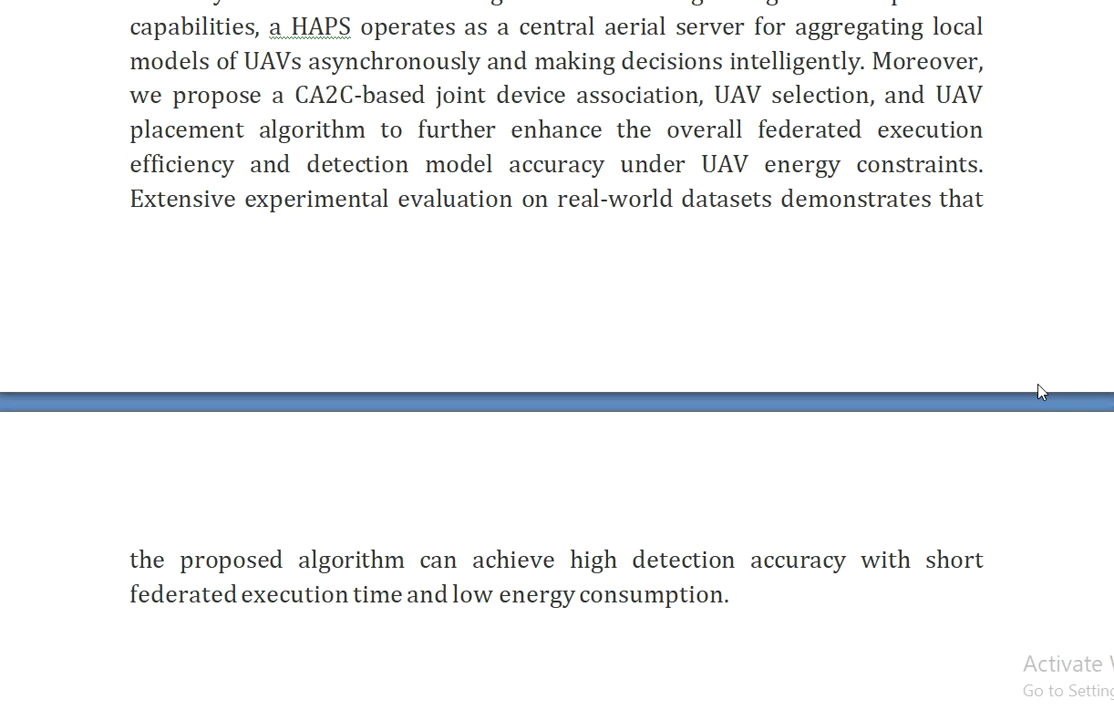 capabilities, a HAPS operates as a central aerial server for aggregating local
models of UAVs asynchronously and making decisions intelligently. Moreover,
we propose a CA2C-based joint device association, UAV selection, and UAV
placement algorithm to further enhance the overall federated execution
efficiency and detection model accuracy under UAV energy constraints.
Extensive experimental evaluation on real-world datasets demonstrates that
the proposed algorithm can achieve high detection accuracy with short
federated execution time and low energy consumption.
Activate
Go to Setting